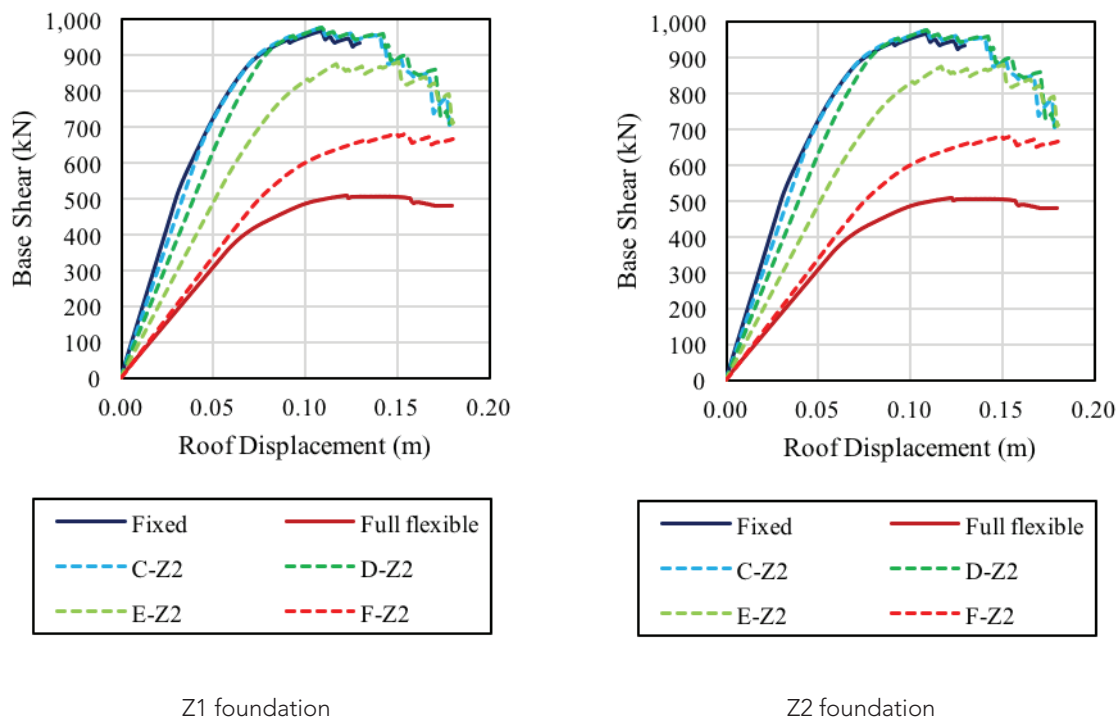 1,000
900
800
700
600
500
400
300
200
100
0
Base Shear (kN)
0.00 0.05 0.10 0.15 0.20
Roof Displacement (m)
Fixed Full flexible
C-Z2 D-Z2
E-Z2 F-Z2
Z1 foundation
1,000
900
800
700
600
500
400
300
200
100
0
Base Shear (kN)
0.00 0.05 0.10 0.15 0.20
Roof Displacement (m)
Fixed Full flexible
C-Z2 D-Z2
E-Z2 F-Z2
Z2 foundation